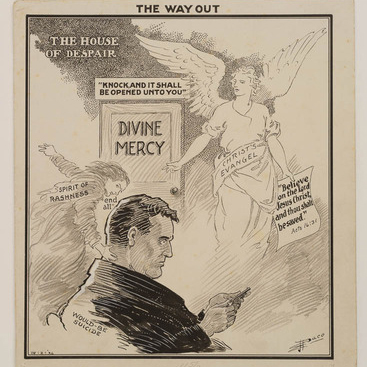 THE WAY OUT
THE HOUSE
OF DESPAIR
"KNOCK, AND IT SHALL
BE OPENED UNTO YOU"
DIVINE
MERCY
CHRIST'S
EVANGEL
"Believe
on the Lord
Jesus Christ,
and thou shalt
be saved."
Acts 16:31
SPIRIT OF
RASHNESS
end
all
WOULD-BE
SUICIDE